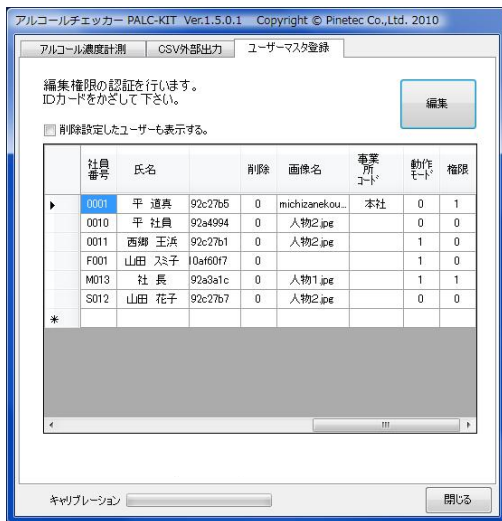 アルコールチェッカー PALC-KIT Ver.1.5.0.1 Copyright © Pinetec Co.,Ltd. 2010
アルコール濃度計測 CSV外部出力 ユーザーマスタ登録
編集権限の認証を行います。
IDカードをかざして下さい。
編集
削除設定したユーザーも表示する。
社員番号 氏名 削除 画像名 事業所コード 動作モード 権限
0001 平 道真 92c27b5 0 michizanekou... 本社 0 1
0010 平 社員 92a4994 0 人物2.jpg 0 0
0011 西郷 王浜 92c27b1 0 人物2.jpg 1 0
F001 山田 スミ子 0af60f7 0 1 0
M013 社 長 92a3a1c 0 人物1.jpg 1 1
S012 山田 花子 92c27b7 0 人物2.jpg 0 0
キャリブレーション
閉じる